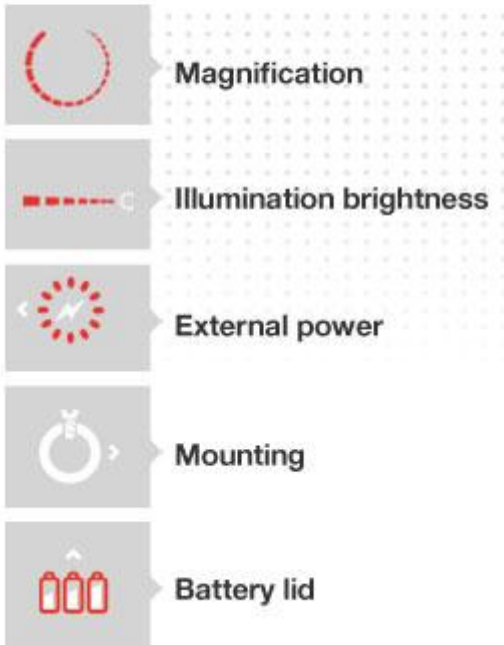 Magnification
Illumination brightness
External power
Mounting
Battery lid